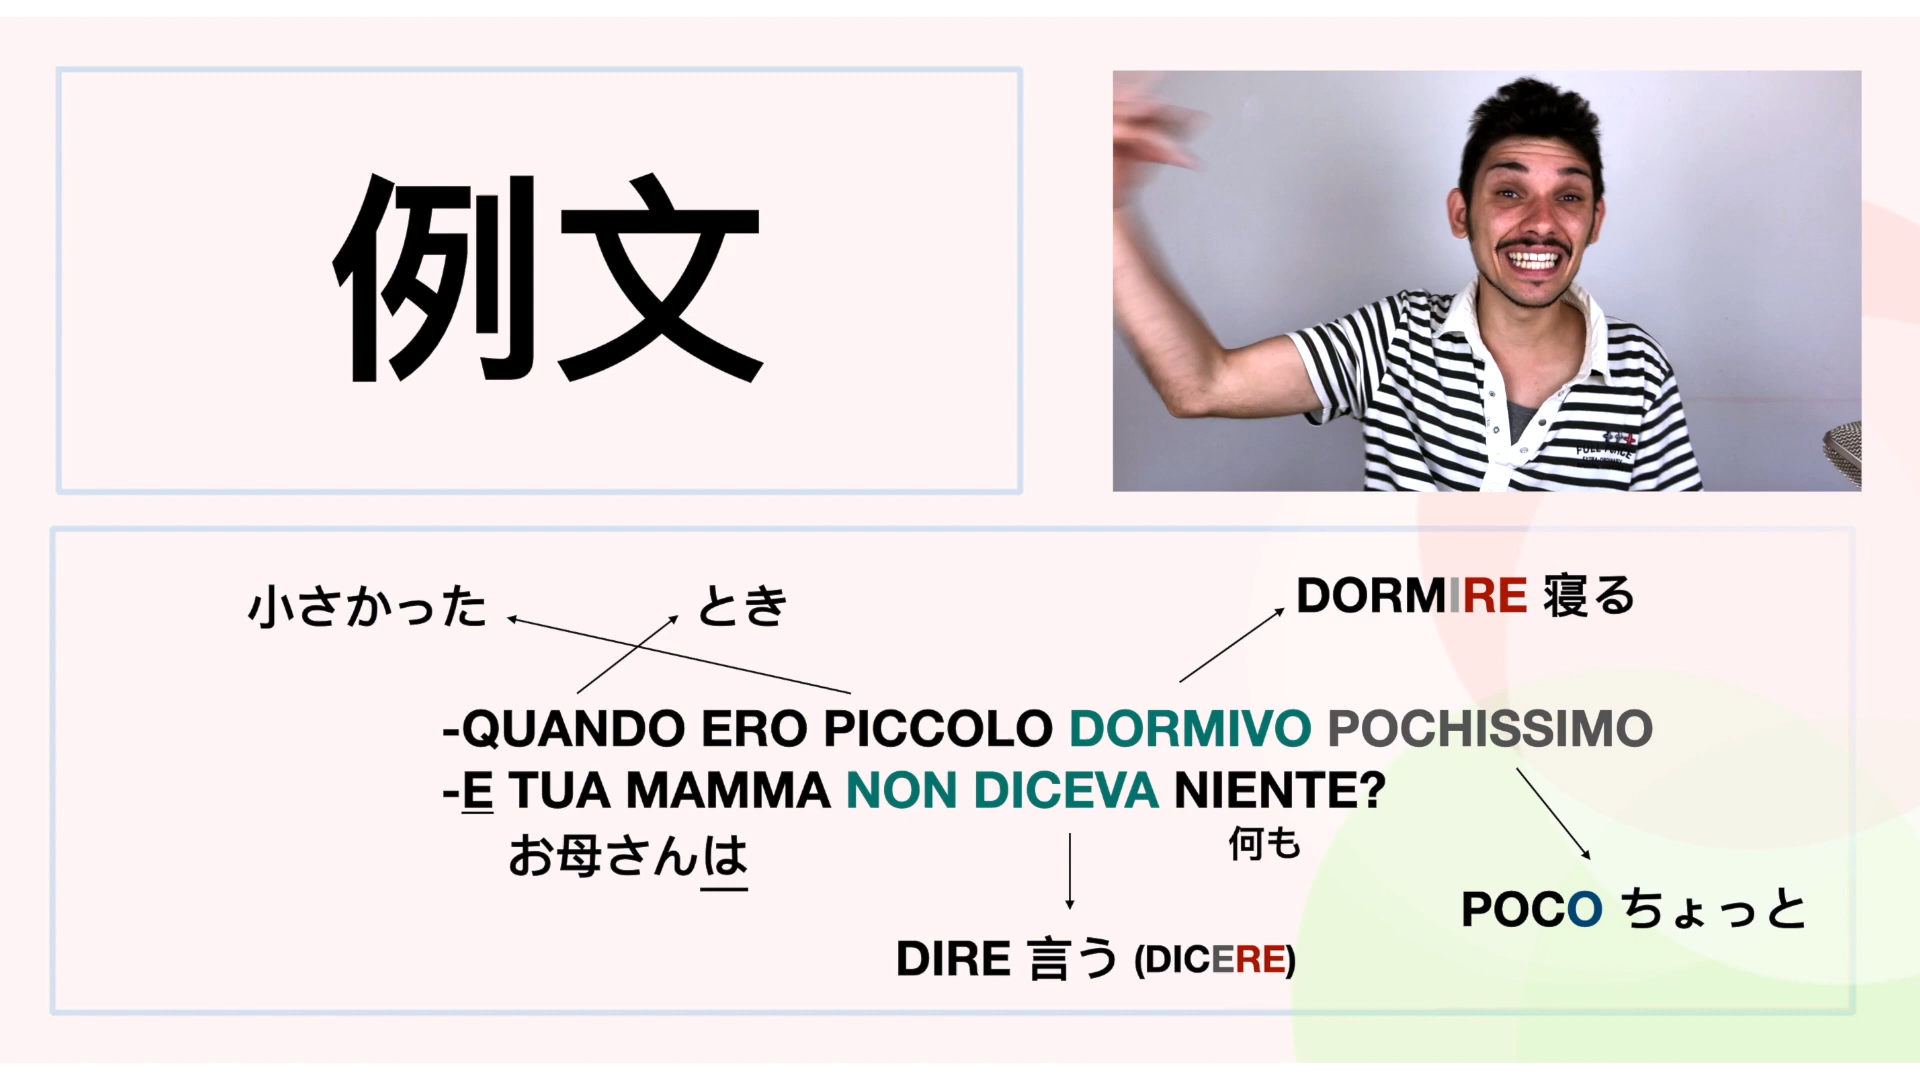 例文
小さかった とき DORMIRE 寝る
-QUANDO ERO PICCOLO DORMIVO POCHISSIMO
-E TUA MAMMA NON DICEVA NIENTE?
お母さんは 何も
POCO ちょっと
DIRE 言う (DICERE)